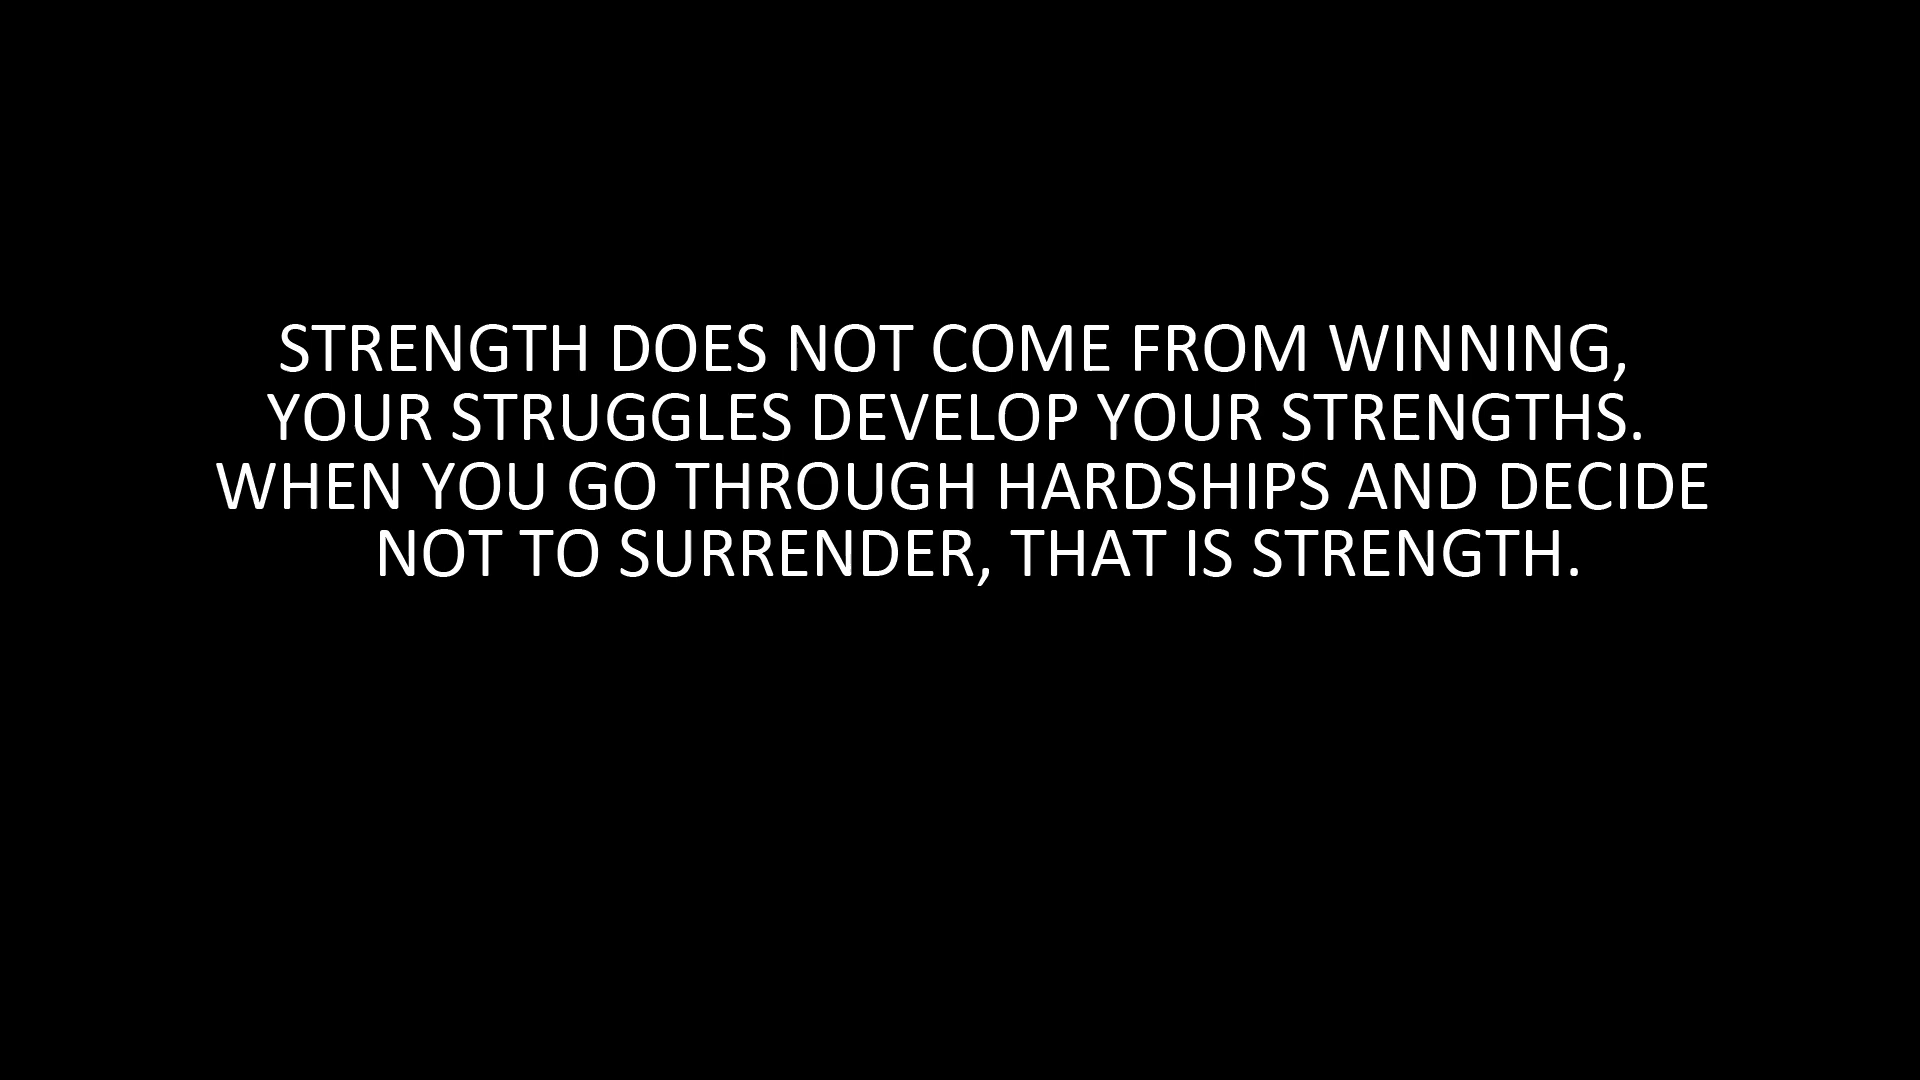 STRENGTH DOES NOT COME FROM WINNING,
YOUR STRUGGLES DEVELOP YOUR STRENGTHS.
WHEN YOU GO THROUGH HARDSHIPS AND DECIDE
NOT TO SURRENDER, THAT IS STRENGTH.